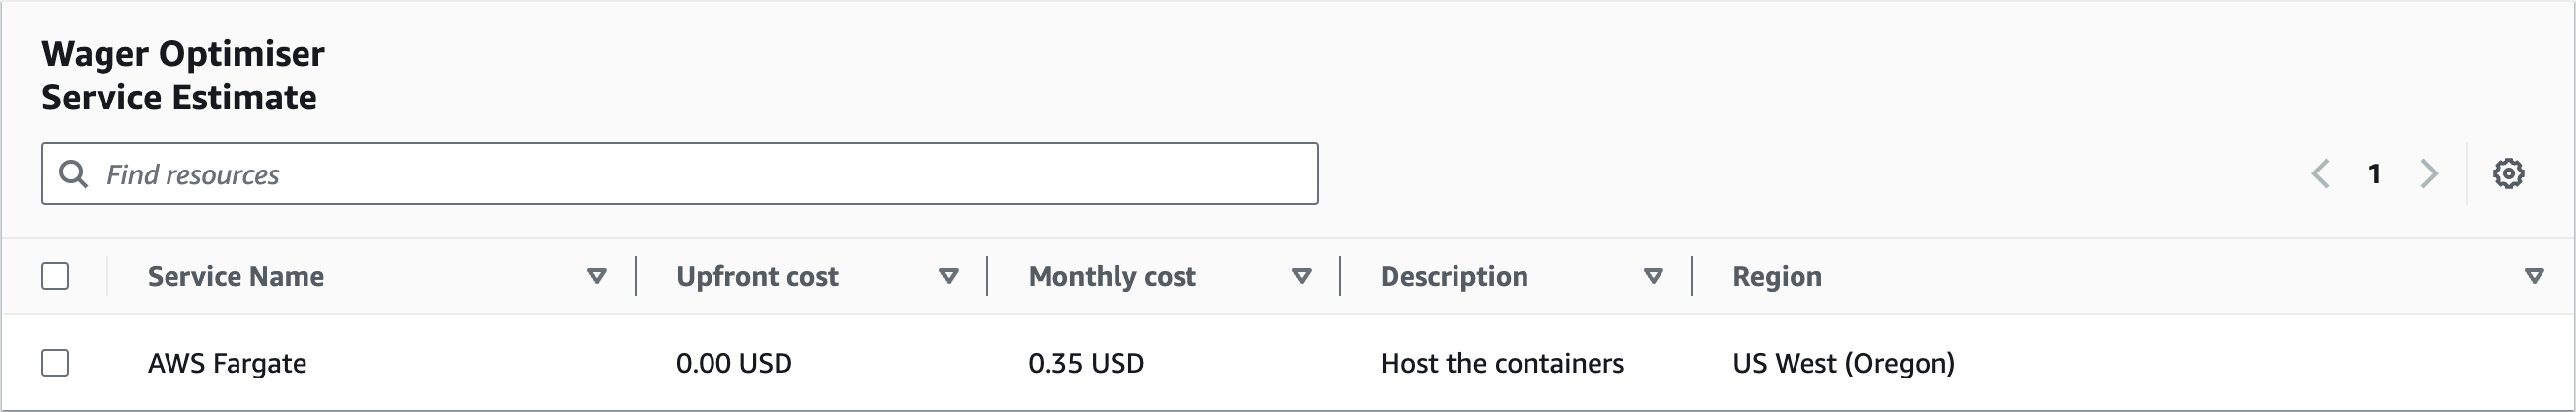 Wager Optimiser
Service Estimate
Find resources
1
Service Name Upfront cost Monthly cost Description Region
AWS Fargate 0.00 USD 0.35 USD Host the containers US West (Oregon)